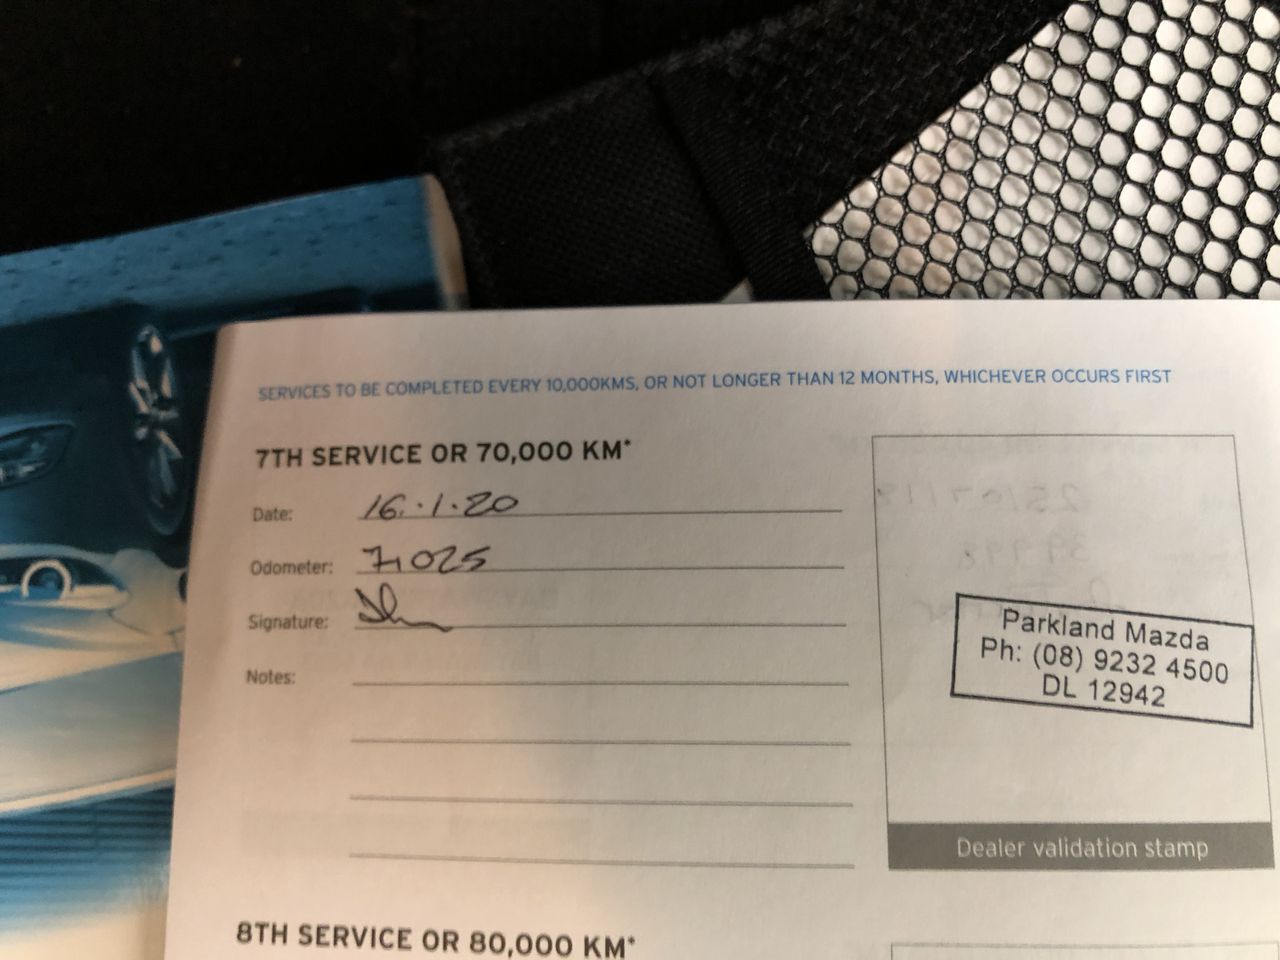 SERVICES TO BE COMPLETED EVERY 10,000KMS, OR NOT LONGER THAN 12 MONTHS, WHICHEVER OCCURS FIRST
7TH SERVICE OR 70,000 KM*
Date: 16.1.20
Odometer: 71025
Signature:
Notes:
Parkland Mazda
Ph: (08) 9232 4500
DL 12942
Dealer validation stamp
8TH SERVICE OR 80,000 KM*